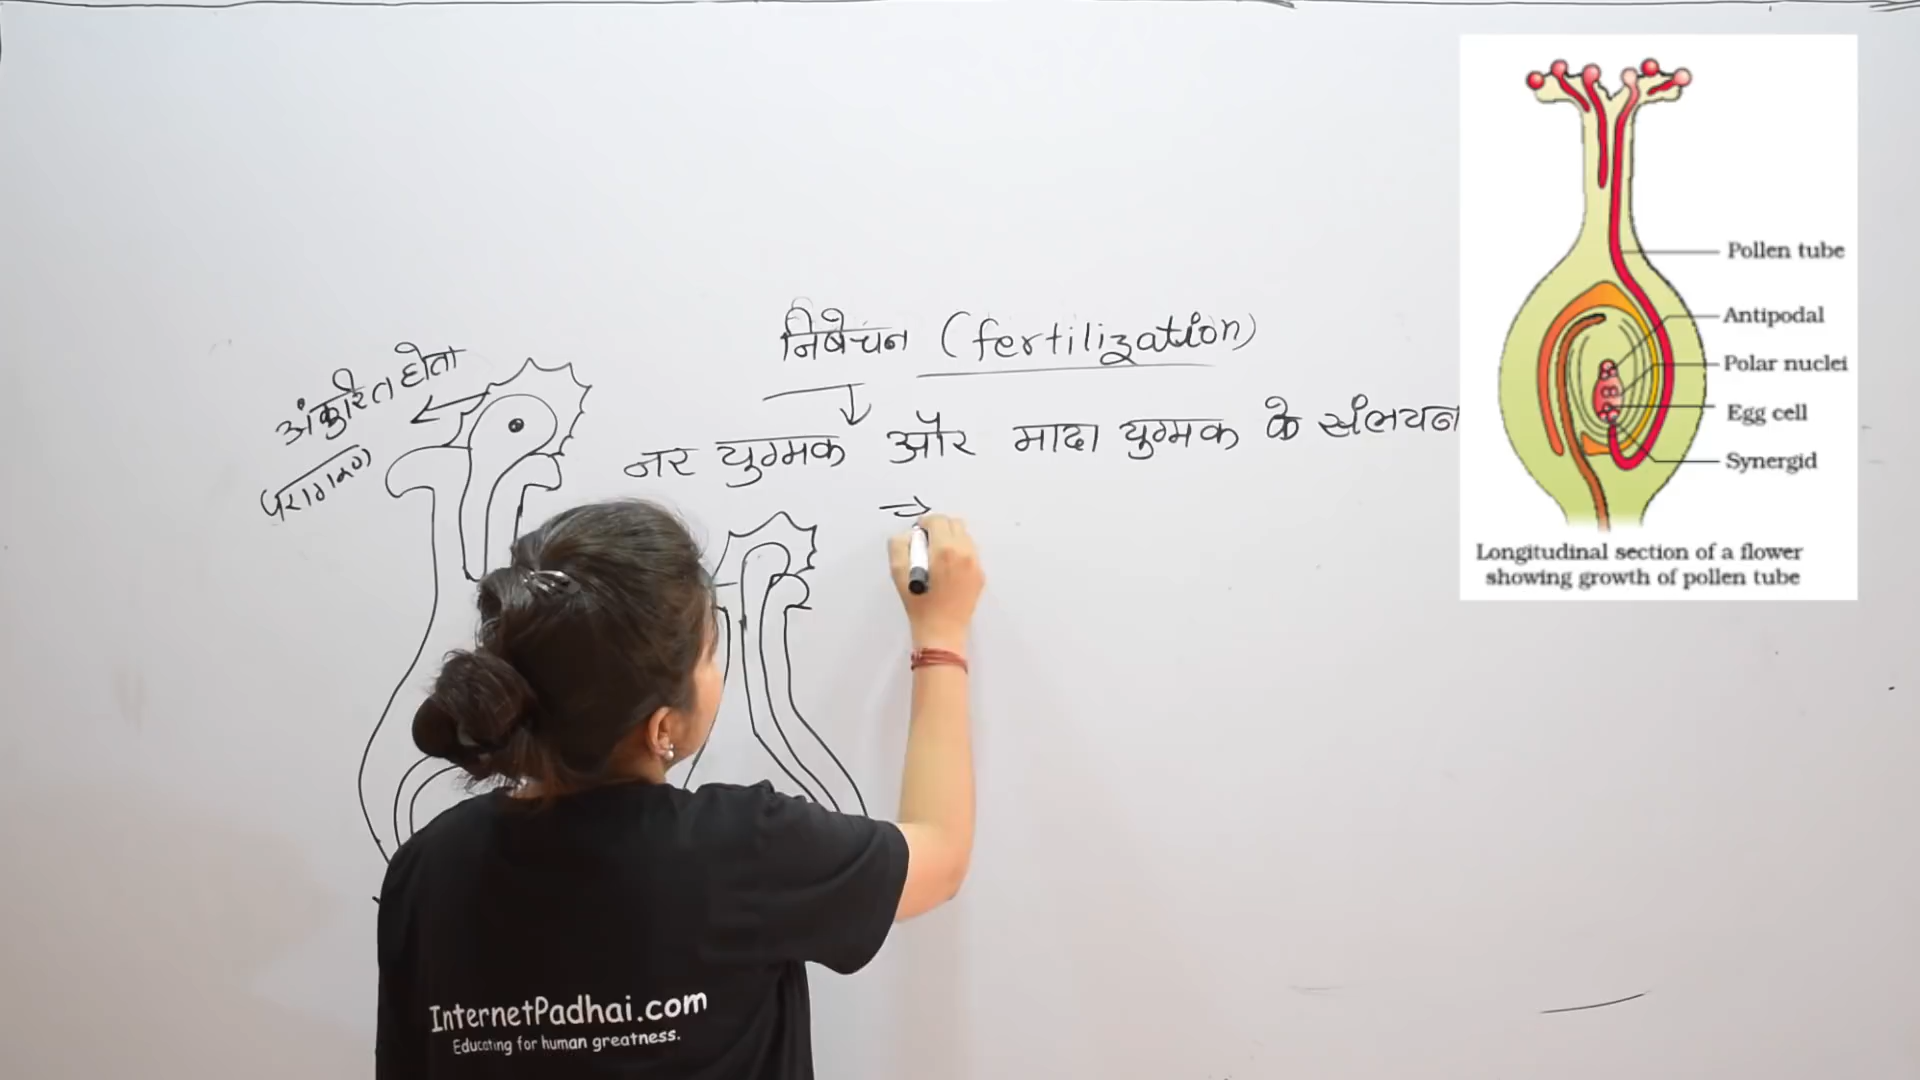 निषेचन (fertilization)
नर युग्मक और मादा युग्मक के संलयन
अंकुरित होता
परागकण
Pollen tube
Antipodal
Polar nuclei
Egg cell
Synergid
Longitudinal section of a flower
showing growth of pollen tube
InternetPadhai.com
Educating for human greatness.